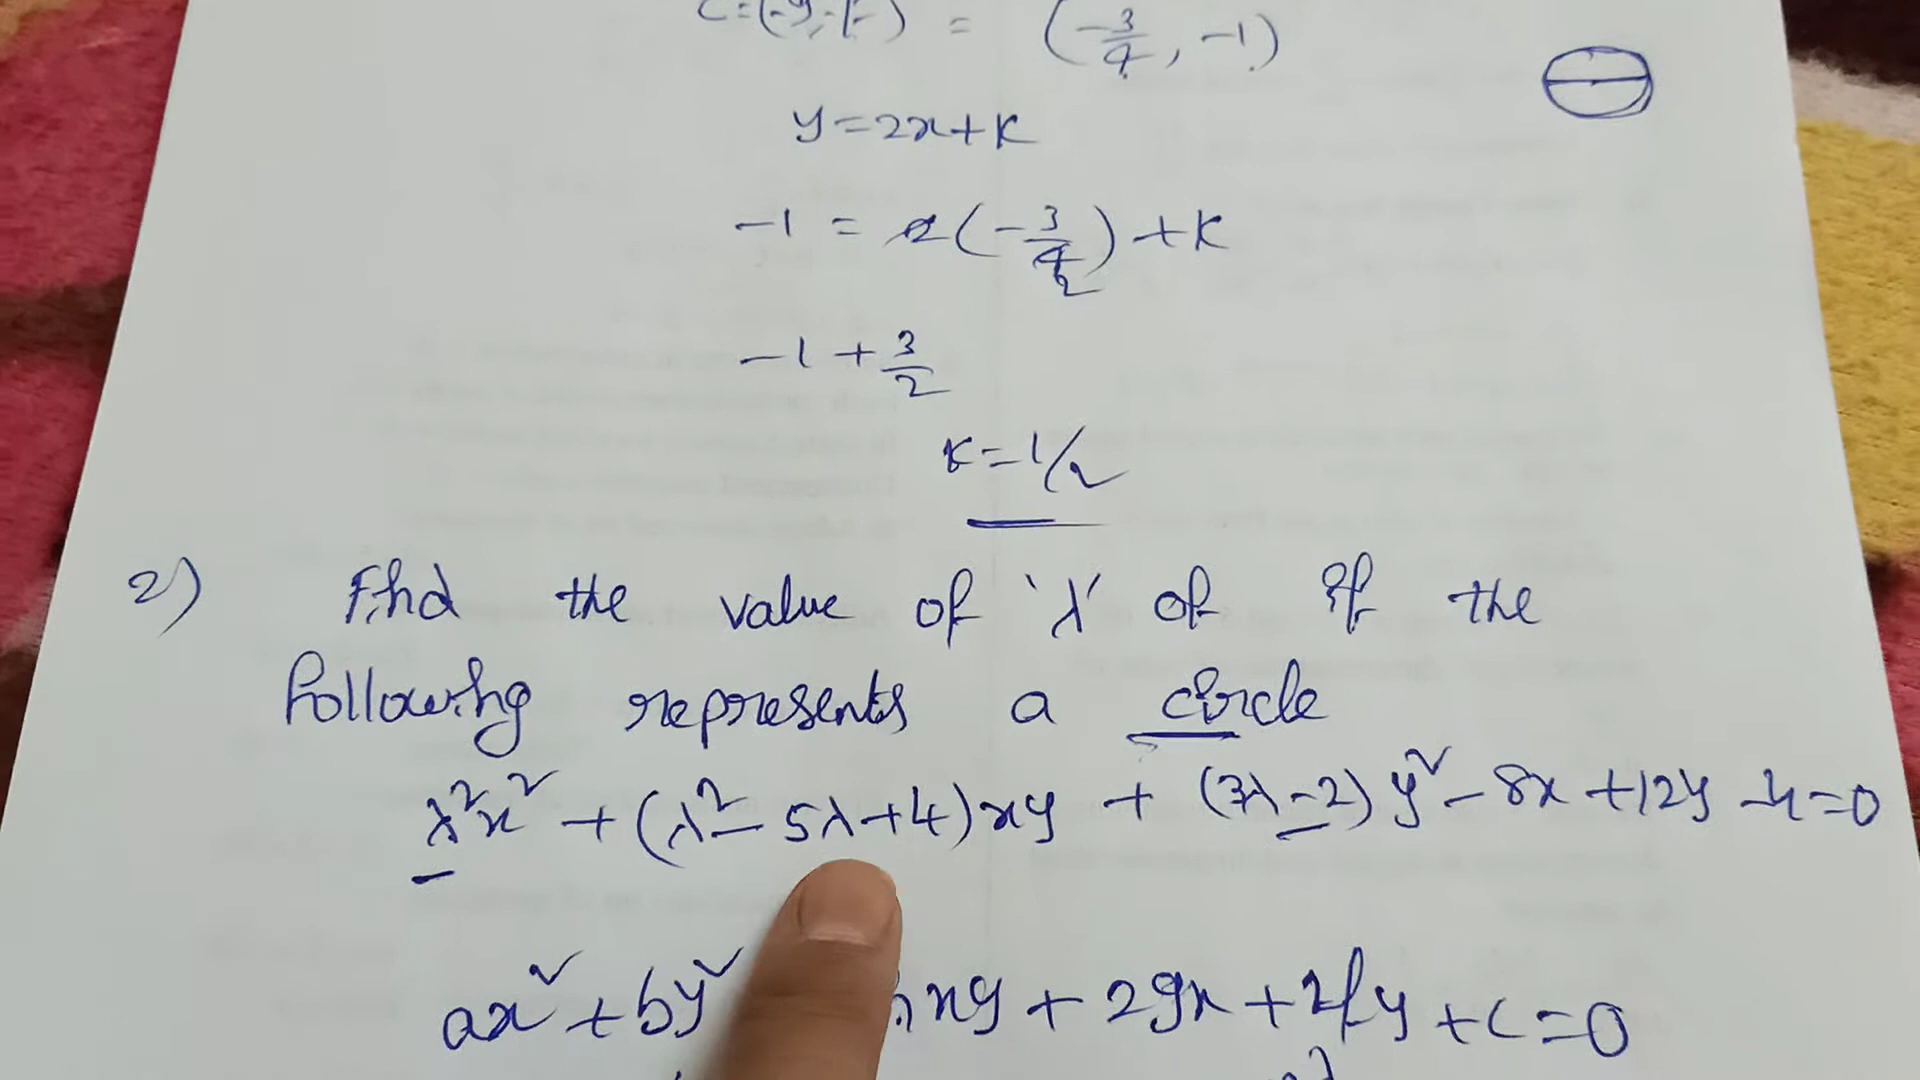 = (-3/4, -1)
y=2x+k
-1 = 2(-3/4) +k
2
-1+3/2
k=1/2
2) Find the value of 'λ' of if the
following represents a circle
λ²x² + (λ²-5λ+4)xy + (3λ-2)y²-8x+12y-4=0
ax²+by² xy+2gx+2fy+c=0